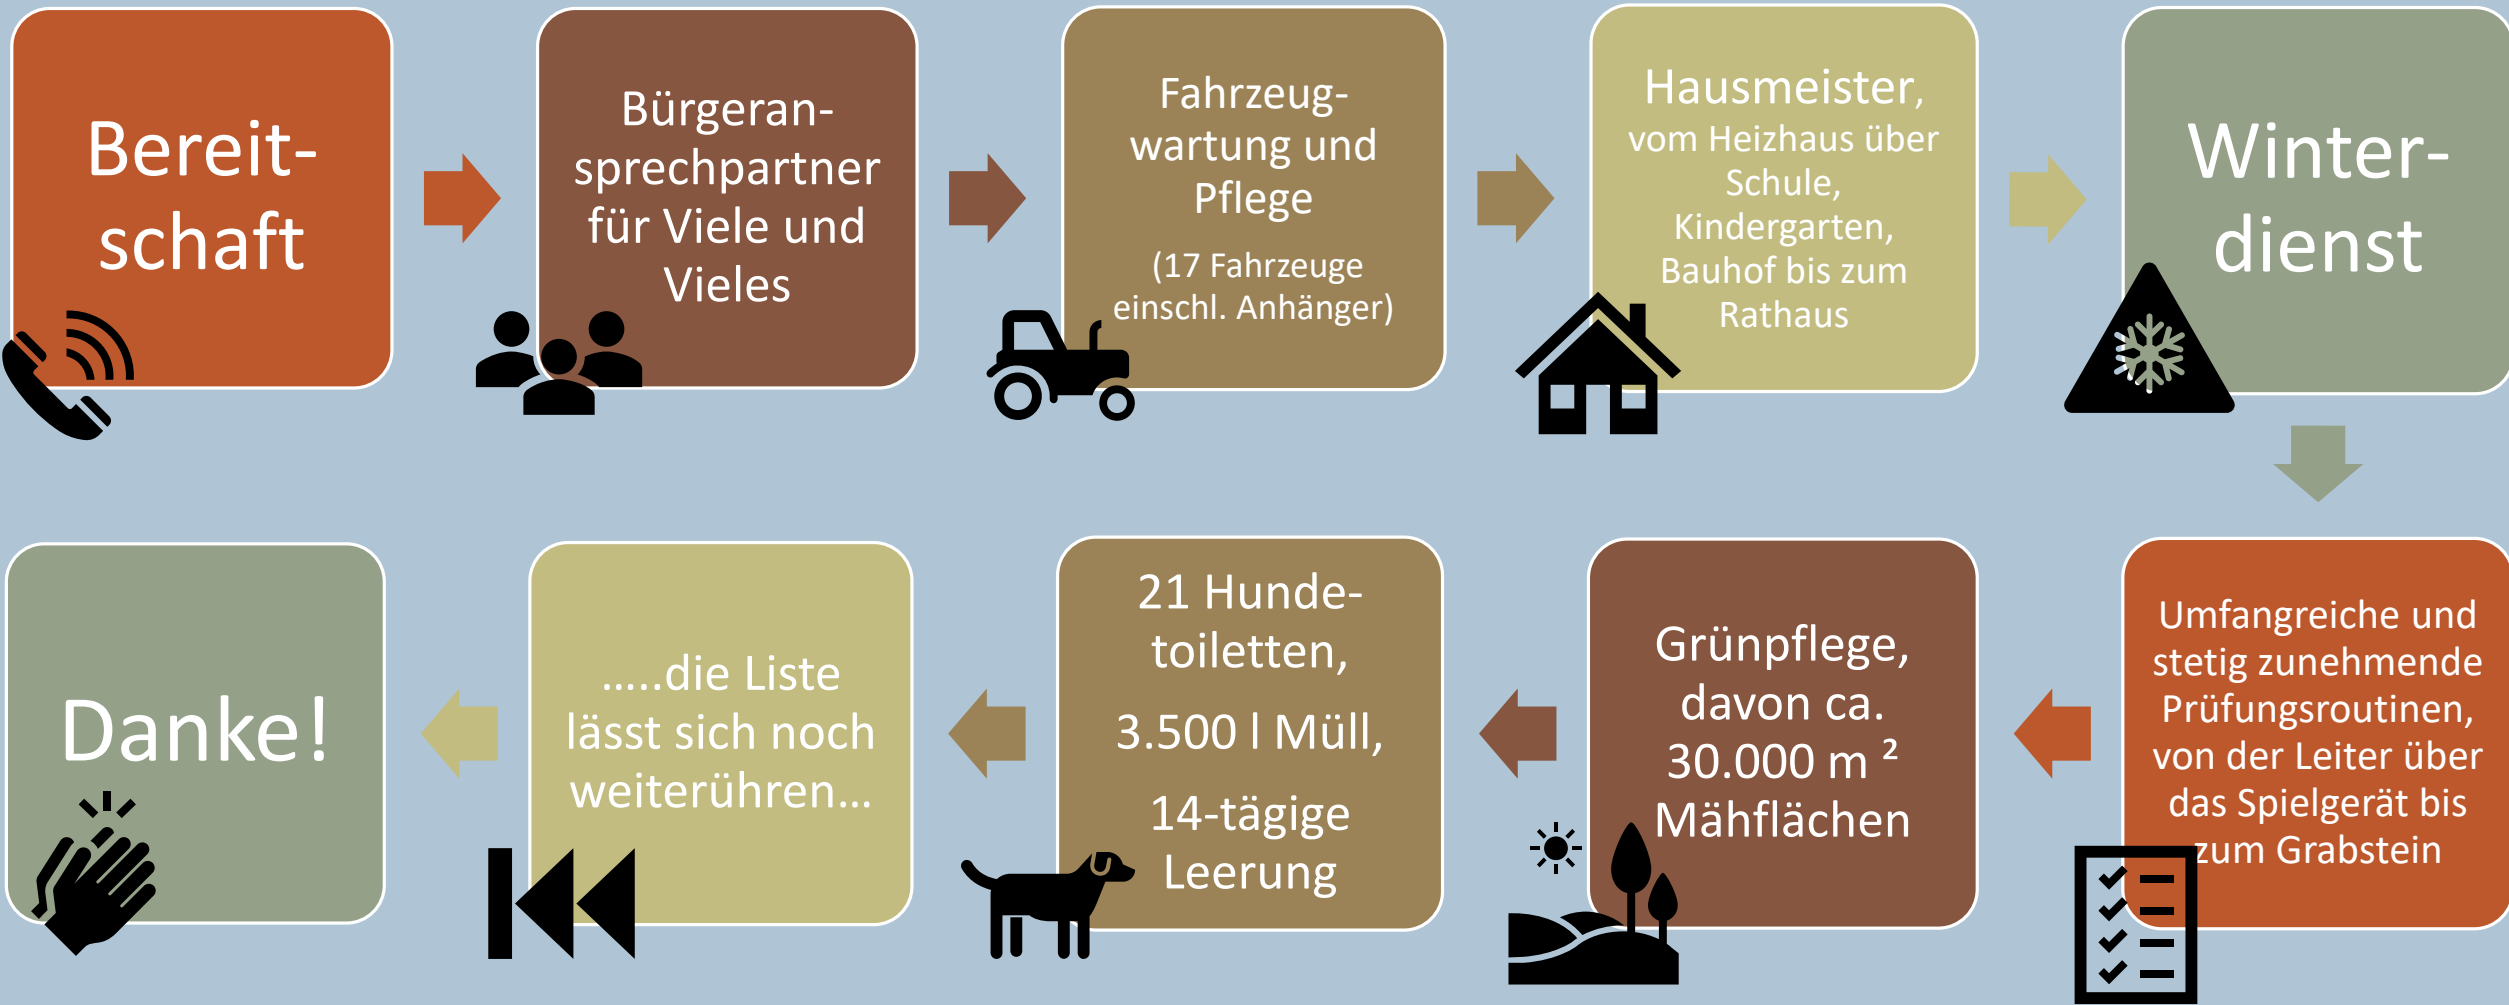 Bereit-
schaft
Bürgeran-
sprechpartner
für Viele und
Vieles
Fahrzeug-
wartung und
Pflege
(17 Fahrzeuge
einschl. Anhänger)
Hausmeister,
vom Heizhaus über
Schule,
Kindergarten,
Bauhof bis zum
Rathaus
Winter-
dienst
Umfangreiche und
stetig zunehmende
Prüfungsroutinen,
von der Leiter über
das Spielgerät bis
zum Grabstein
Grünpflege,
davon ca.
30.000 m ²
Mähflächen
21 Hunde-
toiletten,
3.500 l Müll,
14-tägige
Leerung
.....die Liste
lässt sich noch
weiterühren...
Danke!